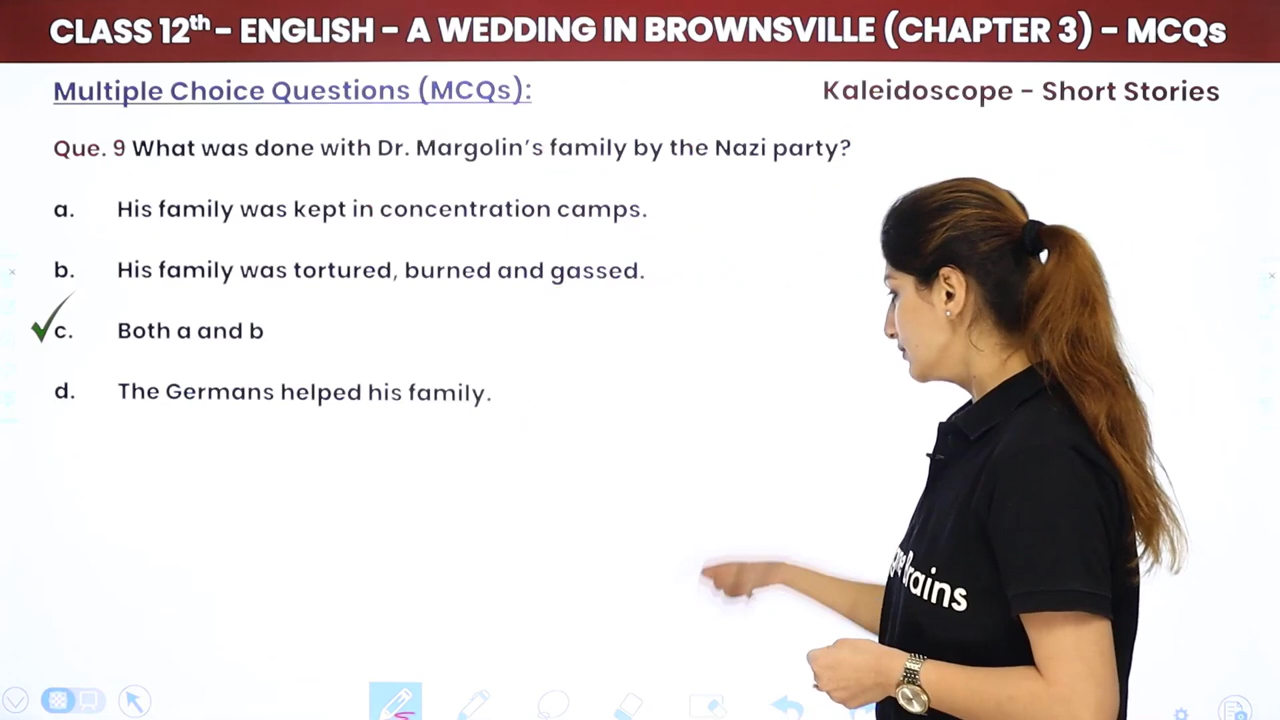 CLASS 12th – ENGLISH – A WEDDING IN BROWNSVILLE (CHAPTER 3) – MCQs
Multiple Choice Questions (MCQs):
Kaleidoscope – Short Stories
Que. 9 What was done with Dr. Margolin's family by the Nazi party?
a. His family was kept in concentration camps.
b. His family was tortured, burned and gassed.
c. Both a and b
d. The Germans helped his family.
Brains